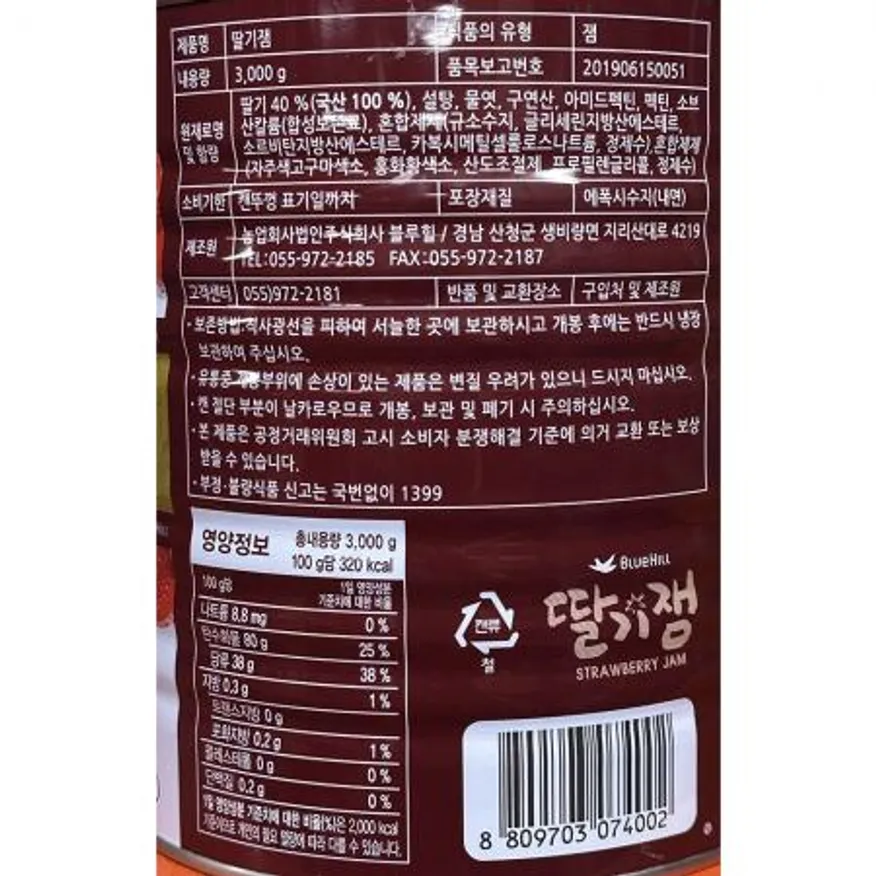 제품명 딸기잼 식품의 유형 잼
내용량 3,000 g 품목보고번호 201906150051
원재료명 및 함량
딸기 40 %(국산 100 %), 설탕, 물엿, 구연산, 아미드펙틴, 펙틴, 소브
산칼륨(합성보존료), 혼합제제(규소수지, 글리세린지방산에스테르,
소르비탄지방산에스테르, 카복시메틸셀룰로스나트륨, 정제수),혼합제제
(자주색고구마색소, 홍화황색소, 산도조절제, 프로필렌글리콜, 정제수)
소비기한 캔뚜껑 표기일까지 포장재질 에폭시수지(내면)
제조원
농업회사법인주식회사 블루힐 / 경남 산청군 생비량면 지리산대로 4219
TEL:055-972-2185 FAX:055-972-2187
고객센터 055)972-2181 반품 및 교환장소 구입처 및 제조원
·보존방법:직사광선을 피하여 서늘한 곳에 보관하시고 개봉 후에는 반드시 냉장
보관하여 주십시오.
·유통중 개봉부위에 손상이 있는 제품은 변질 우려가 있으니 드시지 마십시오.
·캔 절단 부분이 날카로우므로 개봉, 보관 및 폐기 시 주의하십시오.
·본 제품은 공정거래위원회 고시 소비자 분쟁해결 기준에 의거 교환 또는 보상
받을 수 있습니다.
·부정·불량식품 신고는 국번없이 1399
영양정보 총내용량 3,000 g
100 g당 320 kcal
100 g당 1일 영양성분
기준치에 대한 비율
나트륨 8.8 mg 0 %
탄수화물 80 g 25 %
당류 38 g 38 %
지방 0.3 g 1 %
트랜스지방 0 g
포화지방 0.2 g 1 %
콜레스테롤 0 g 0 %
단백질 0.2 g 0 %
1일 영양성분 기준치에 대한 비율(%)은 2,000 kcal
기준이므로 개인의 필요 열량에 따라 다를 수 있습니다.
캔류
철
BLUEHILL
딸기잼
STRAWBERRY JAM
8 809703 074002